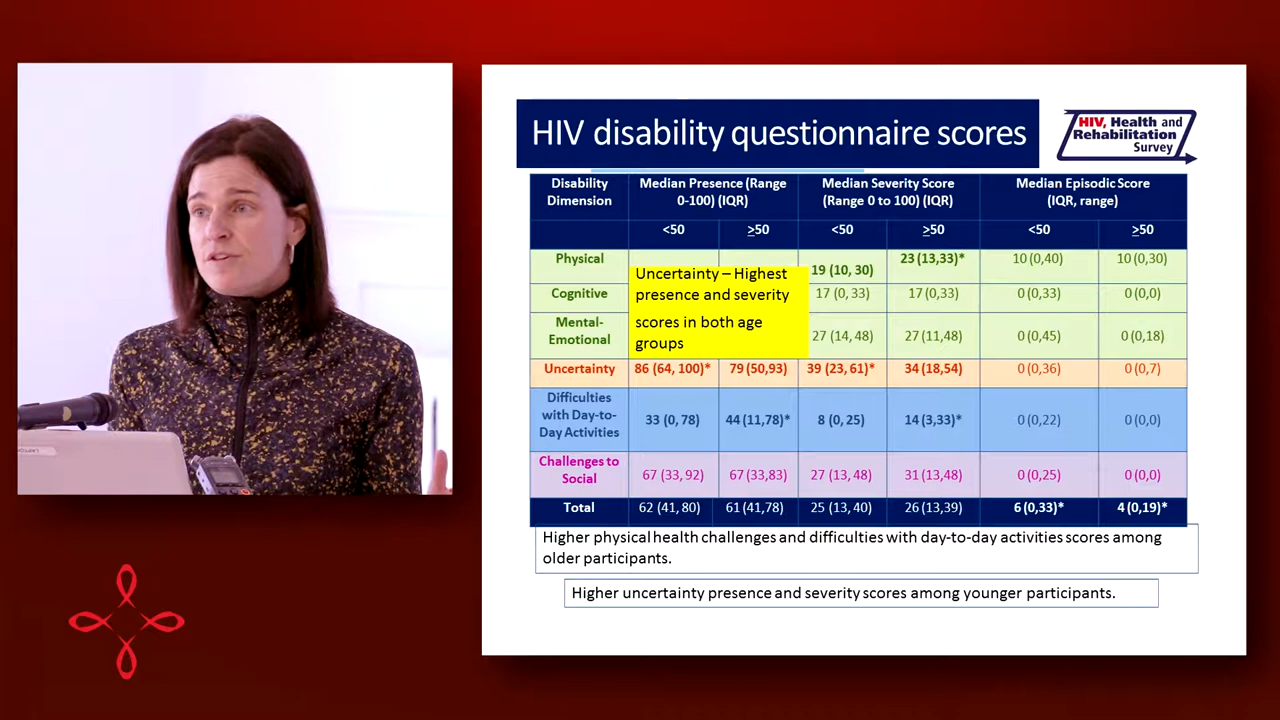 HIV disability questionnaire scores
HIV, Health and
Rehabilitation
Survey
Disability
Dimension
Median Presence (Range
0-100) (IQR)
Median Severity Score
(Range 0 to 100) (IQR)
Median Episodic Score
(IQR, range)
<50
≥50
<50
≥50
<50
≥50
Physical
19 (10, 30)
23 (13,33)*
10 (0,40)
10 (0,30)
Uncertainty – Highest
presence and severity
scores in both age
groups
Cognitive
17 (0, 33)
17 (0,33)
0 (0,33)
0 (0,0)
Mental-
Emotional
27 (14, 48)
27 (11,48)
0 (0,45)
0 (0,18)
Uncertainty
86 (64, 100)*
79 (50,93)
39 (23, 61)*
34 (18,54)
0 (0,36)
0 (0,7)
Difficulties
with Day-to-
Day Activities
33 (0, 78)
44 (11,78)*
8 (0, 25)
14 (3,33)*
0 (0,22)
0 (0,0)
Challenges to
Social
67 (33, 92)
67 (33,83)
27 (13, 48)
31 (13,48)
0 (0,25)
0 (0,0)
Total
62 (41, 80)
61 (41,78)
25 (13, 40)
26 (13,39)
6 (0,33)*
4 (0,19)*
Higher physical health challenges and difficulties with day-to-day activities scores among
older participants.
Higher uncertainty presence and severity scores among younger participants.